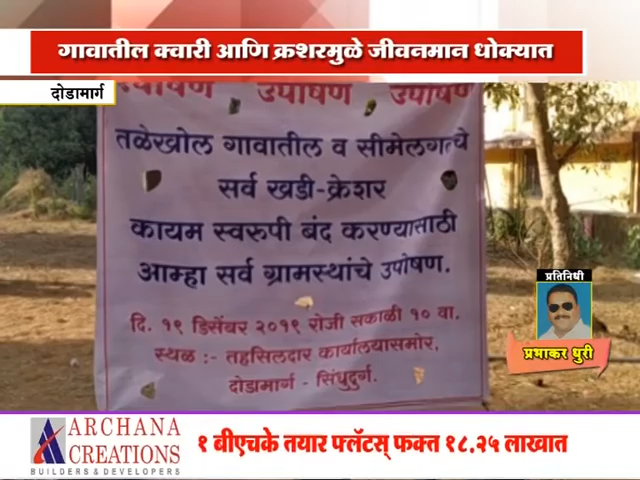 गावातील क्वारी आणि क्रशरमुळे जीवनमान धोक्यात
दोडामार्ग
उपोषण उपोषण
तळेखोल गावातील व सीमेलगतचे
सर्व खडी-क्रेशर
कायम स्वरुपी बंद करण्यासाठी
आम्हा सर्व ग्रामस्थांचे उपोषण.
दि. १९ डिसेंबर २०१९ रोजी सकाळी १० वा.
स्थळ :- तहसिलदार कार्यालयासमोर,
दोडामार्ग - सिंधुदुर्ग.
प्रतिनिधी
प्रभाकर धुरी
ARCHANA
CREATIONS
BUILDERS & DEVELOPERS
१ बीएचके तयार फ्लॅटस् फक्त १८.२५ लाखात